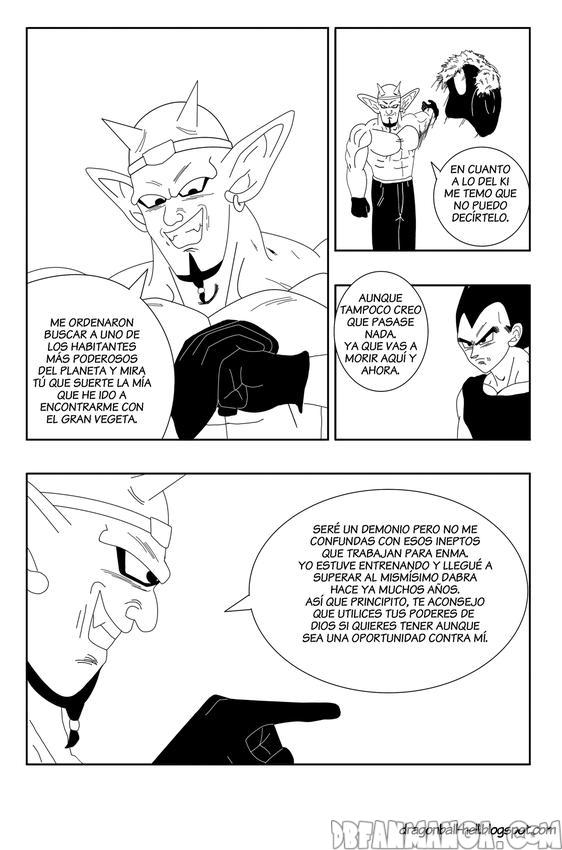 ME ORDENARON
BUSCAR A UNO DE
LOS HABITANTES
MÁS PODEROSOS
DEL PLANETA Y MIRA
TÚ QUE SUERTE LA MÍA
QUE HE IDO A
ENCONTRARME CON
EL GRAN VEGETA.
EN CUANTO
A LO DEL KI
ME TEMO QUE
NO PUEDO
DECÍRTELO.
AUNQUE
TAMPOCO CREO
QUE PASASE
NADA.
YA QUE VAS A
MORIR AQUÍ Y
AHORA.
SERÉ UN DEMONIO PERO NO ME
CONFUNDAS CON ESOS INEPTOS
QUE TRABAJAN PARA ENMA.
YO ESTUVE ENTRENANDO Y LLEGUÉ A
SUPERAR AL MISMÍSIMO DABRA
HACE YA MUCHOS AÑOS.
ASÍ QUE PRINCIPITO, TE ACONSEJO
QUE UTILICES TUS PODERES DE
DIOS SI QUIERES TENER AUNQUE
SEA UNA OPORTUNIDAD CONTRA MÍ.
dragonball-hell.blogspot.com
DBFANMANGA.COM